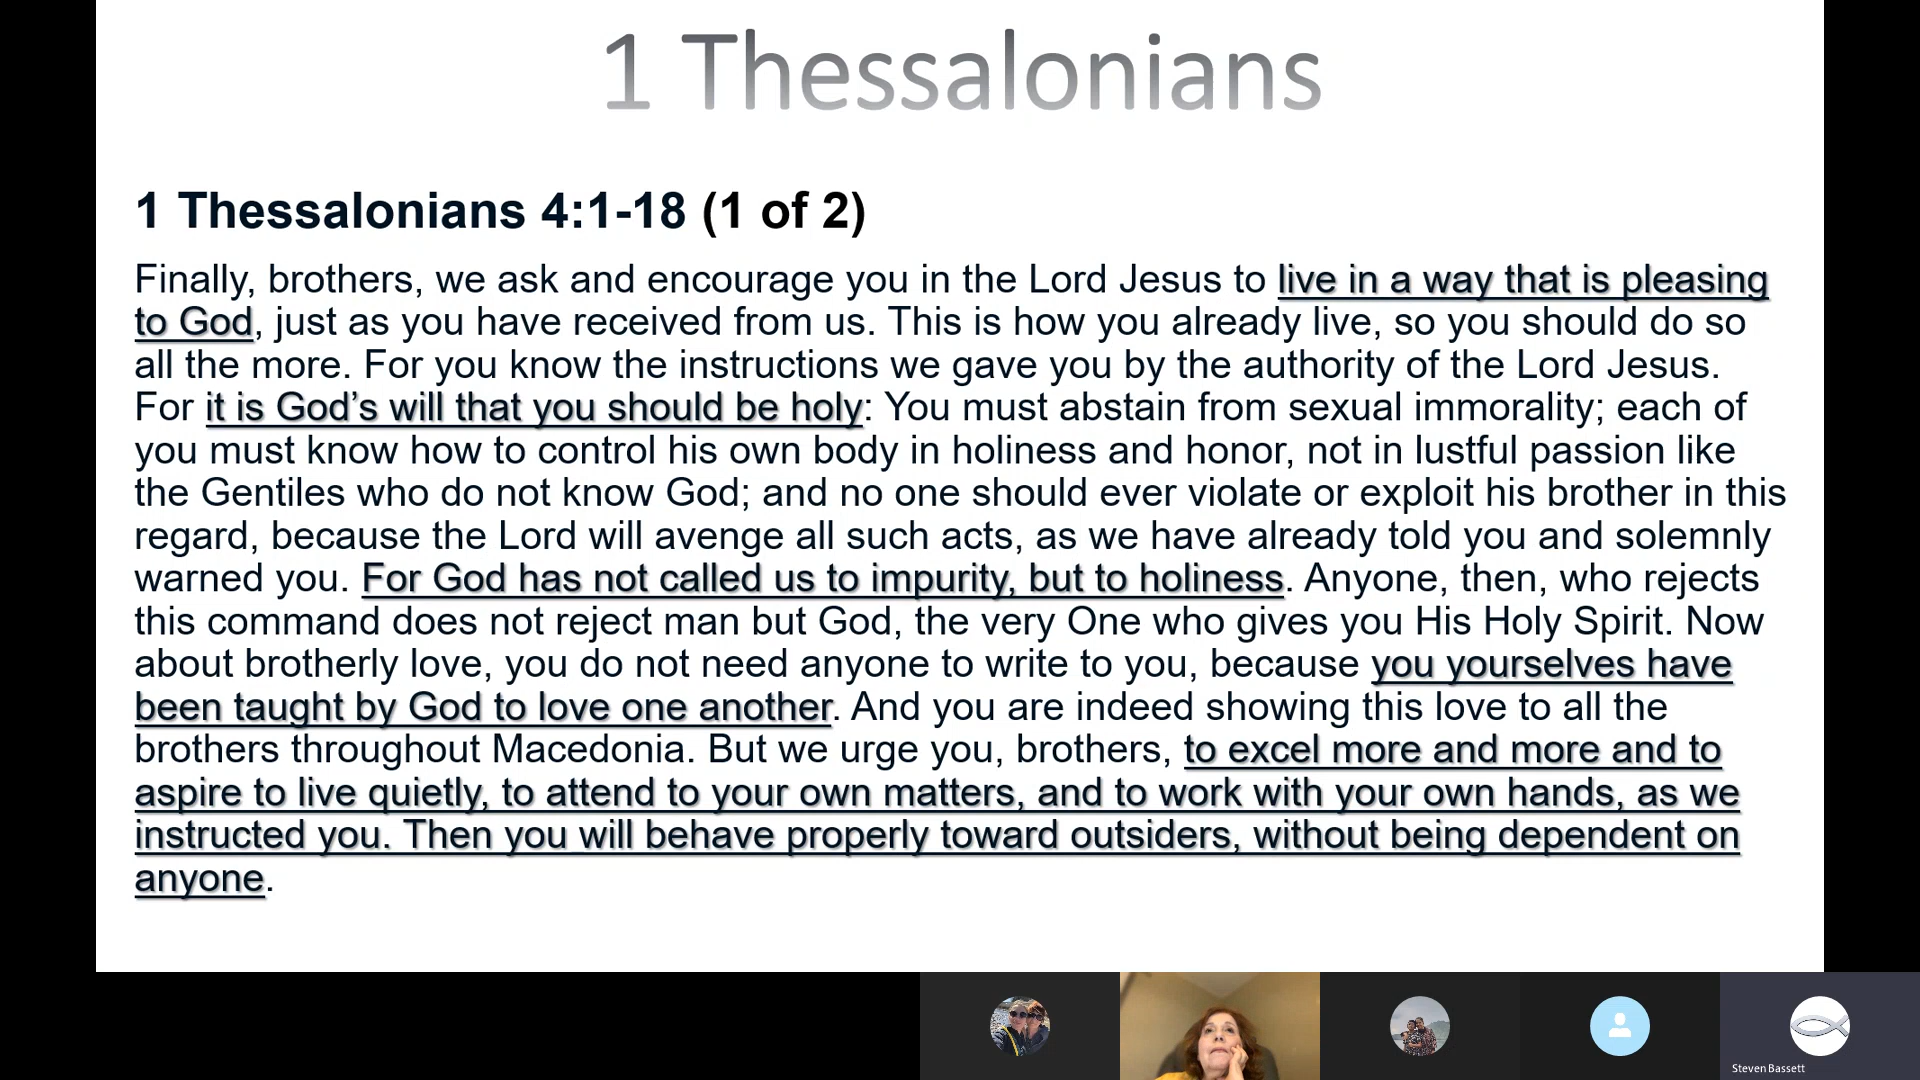 1 Thessalonians
1 Thessalonians 4:1-18 (1 of 2)
Finally, brothers, we ask and encourage you in the Lord Jesus to live in a way that is pleasing
to God, just as you have received from us. This is how you already live, so you should do so
all the more. For you know the instructions we gave you by the authority of the Lord Jesus.
For it is God’s will that you should be holy: You must abstain from sexual immorality; each of
you must know how to control his own body in holiness and honor, not in lustful passion like
the Gentiles who do not know God; and no one should ever violate or exploit his brother in this
regard, because the Lord will avenge all such acts, as we have already told you and solemnly
warned you. For God has not called us to impurity, but to holiness. Anyone, then, who rejects
this command does not reject man but God, the very One who gives you His Holy Spirit. Now
about brotherly love, you do not need anyone to write to you, because you yourselves have
been taught by God to love one another. And you are indeed showing this love to all the
brothers throughout Macedonia. But we urge you, brothers, to excel more and more and to
aspire to live quietly, to attend to your own matters, and to work with your own hands, as we
instructed you. Then you will behave properly toward outsiders, without being dependent on
anyone.
Steven Bassett